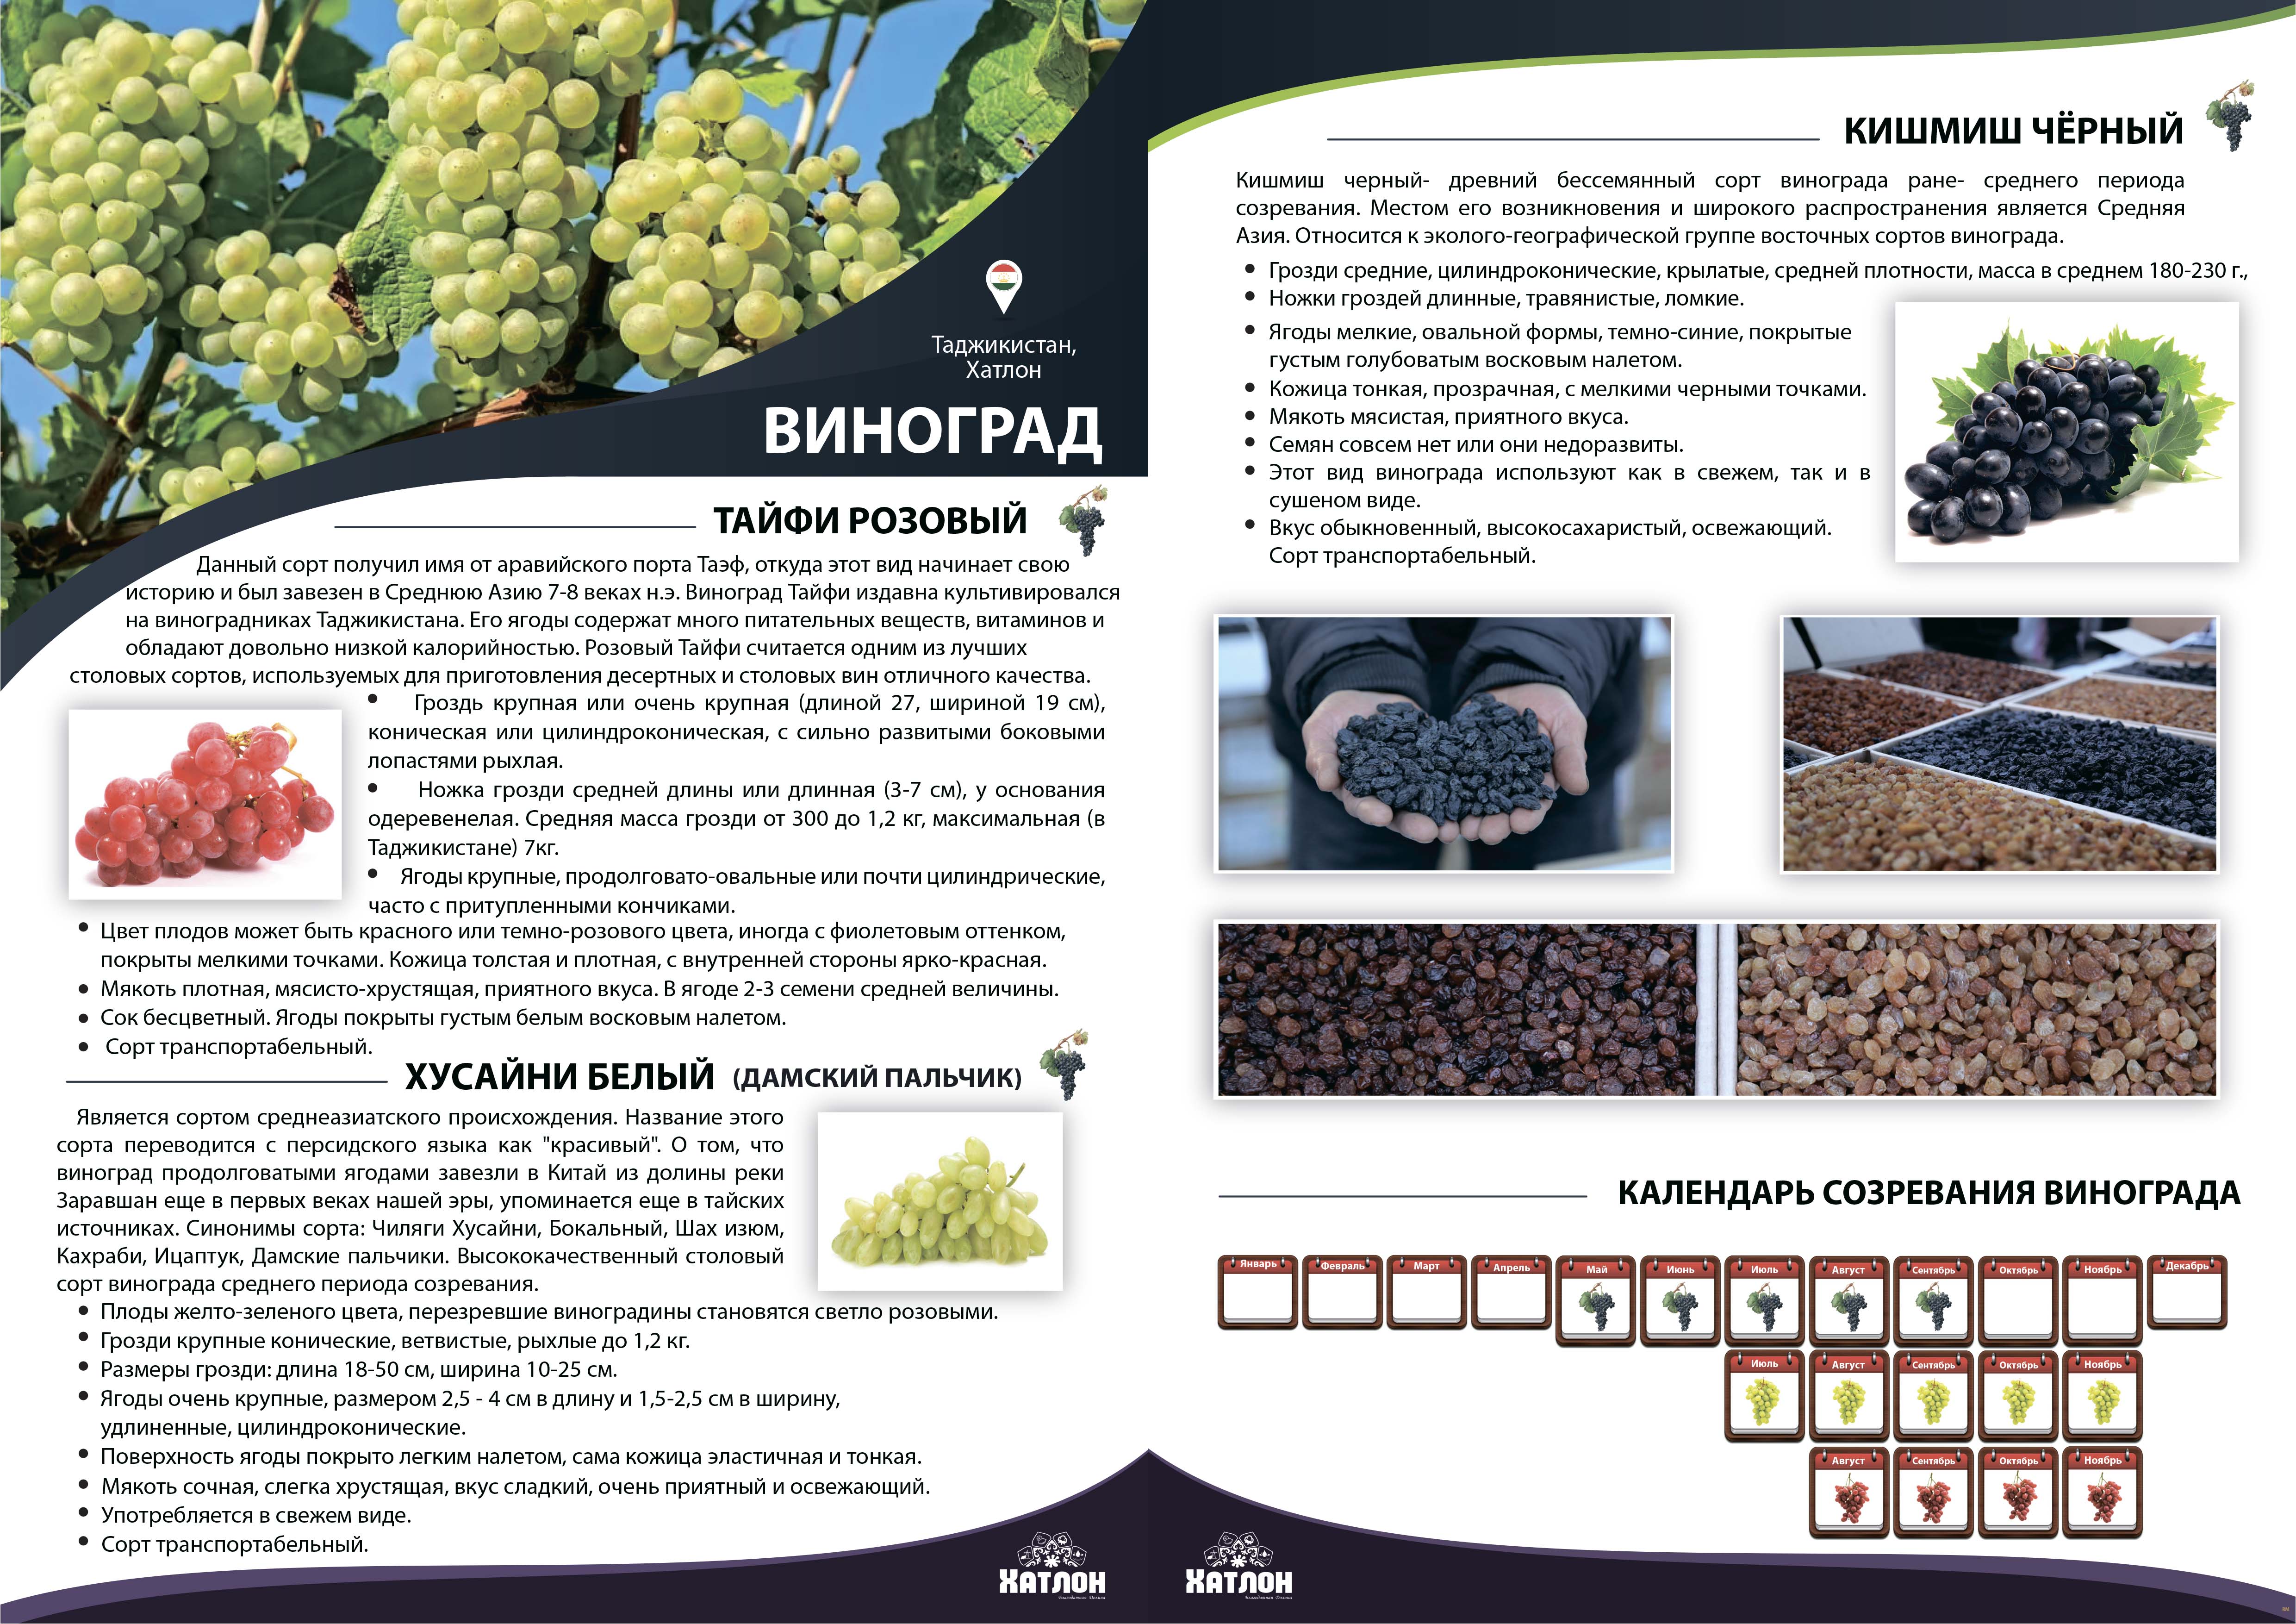 Таджикистан,
Хатлон
ВИНОГРАД
ТАЙФИ РОЗОВЫЙ
Данный сорт получил имя от аравийского порта Таэф, откуда этот вид начинает свою
историю и был завезен в Среднюю Азию 7-8 веках н.э. Виноград Тайфи издавна культивировался
на виноградниках Таджикистана. Его ягоды содержат много питательных веществ, витаминов и
обладают довольно низкой калорийностью. Розовый Тайфи считается одним из лучших
столовых сортов, используемых для приготовления десертных и столовых вин отличного качества.
• Гроздь крупная или очень крупная (длиной 27, шириной 19 см),
коническая или цилиндроконическая, с сильно развитыми боковыми
лопастями рыхлая.
• Ножка грозди средней длины или длинная (3-7 см), у основания
одеревенелая. Средняя масса грозди от 300 до 1,2 кг, максимальная (в
Таджикистане) 7кг.
• Ягоды крупные, продолговато-овальные или почти цилиндрические,
часто с притупленными кончиками.
• Цвет плодов может быть красного или темно-розового цвета, иногда с фиолетовым оттенком,
покрыты мелкими точками. Кожица толстая и плотная, с внутренней стороны ярко-красная.
• Мякоть плотная, мясисто-хрустящая, приятного вкуса. В ягоде 2-3 семени средней величины.
• Сок бесцветный. Ягоды покрыты густым белым восковым налетом.
• Сорт транспортабельный.
ХУСАЙНИ БЕЛЫЙ (ДАМСКИЙ ПАЛЬЧИК)
Является сортом среднеазиатского происхождения. Название этого
сорта переводится с персидского языка как "красивый". О том, что
виноград продолговатыми ягодами завезли в Китай из долины реки
Заравшан еще в первых веках нашей эры, упоминается еще в тайских
источниках. Синонимы сорта: Чиляги Хусайни, Бокальный, Шах изюм,
Кахраби, Ицаптук, Дамские пальчики. Высококачественный столовый
сорт винограда среднего периода созревания.
• Плоды желто-зеленого цвета, перезревшие виноградины становятся светло розовыми.
• Грозди крупные конические, ветвистые, рыхлые до 1,2 кг.
• Размеры грозди: длина 18-50 см, ширина 10-25 см.
• Ягоды очень крупные, размером 2,5 - 4 см в длину и 1,5-2,5 см в ширину,
удлиненные, цилиндроконические.
• Поверхность ягоды покрыто легким налетом, сама кожица эластичная и тонкая.
• Мякоть сочная, слегка хрустящая, вкус сладкий, очень приятный и освежающий.
• Употребляется в свежем виде.
• Сорт транспортабельный.
ХАТЛОН
Благодатная Долина
КИШМИШ ЧЁРНЫЙ
Кишмиш черный- древний бессемянный сорт винограда ране- среднего периода
созревания. Местом его возникновения и широкого распространения является Средняя
Азия. Относится к эколого-географической группе восточных сортов винограда.
• Грозди средние, цилиндроконические, крылатые, средней плотности, масса в среднем 180-230 г.,
• Ножки гроздей длинные, травянистые, ломкие.
• Ягоды мелкие, овальной формы, темно-синие, покрытые
густым голубоватым восковым налетом.
• Кожица тонкая, прозрачная, с мелкими черными точками.
• Мякоть мясистая, приятного вкуса.
• Семян совсем нет или они недоразвиты.
• Этот вид винограда используют как в свежем, так и в
сушеном виде.
• Вкус обыкновенный, высокосахаристый, освежающий.
Сорт транспортабельный.
КАЛЕНДАРЬ СОЗРЕВАНИЯ ВИНОГРАДА
Январь Февраль Март Апрель Май Июнь Июль Август Сентябрь Октябрь Ноябрь Декабрь
Июль Август Сентябрь Октябрь Ноябрь
Август Сентябрь Октябрь Ноябрь
ХАТЛОН
Благодатная Долина